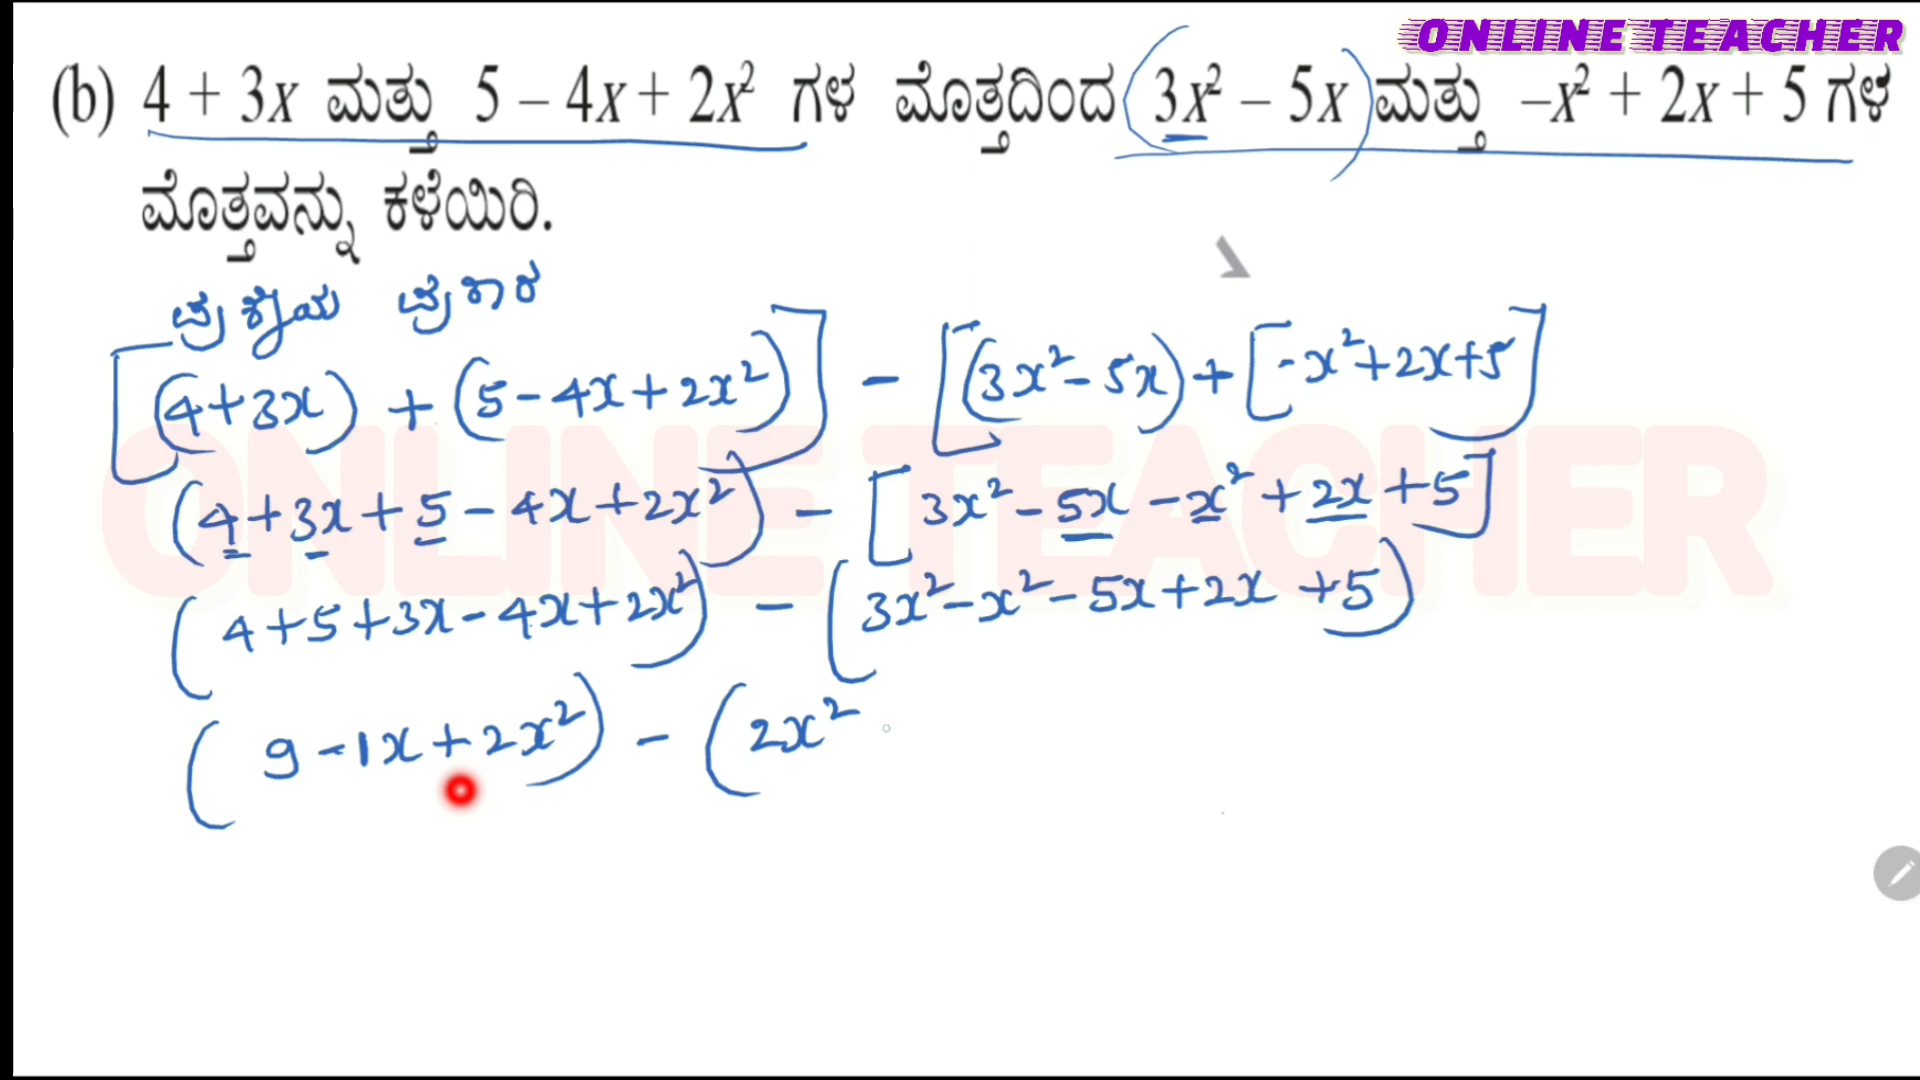 ONLINE TEACHER
(b) 4 + 3x ಮತ್ತು 5 – 4x + 2x² ಗಳ ಮೊತ್ತದಿಂದ 3x² – 5x ಮತ್ತು –x² + 2x + 5 ಗಳ
ಮೊತ್ತವನ್ನು ಕಳೆಯಿರಿ.
ಪ್ರಶ್ನೆಯ ಪ್ರಕಾರ
[(4+3x) + (5-4x+2x²)] - [(3x²-5x) + [-x²+2x+5]
(4+3x+5-4x+2x²) - [3x²-5x-x²+2x+5]
(4+5+3x-4x+2x²) - (3x²-x²-5x+2x+5)
(9-1x+2x²) - (2x²
ONLINE TEACHER